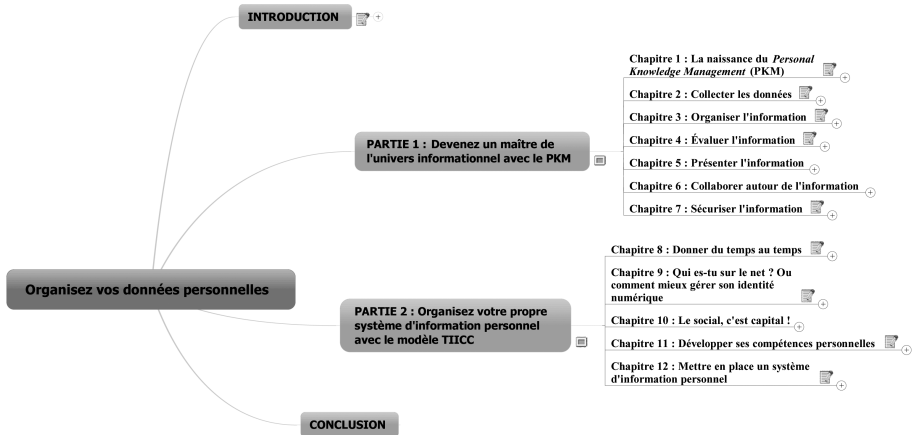 INTRODUCTION
Organisez vos données personnelles
PARTIE 1 : Devenez un maître de
l'univers informationnel avec le PKM
Chapitre 1 : La naissance du Personal
Knowledge Management (PKM)
Chapitre 2 : Collecter les données
Chapitre 3 : Organiser l'information
Chapitre 4 : Évaluer l'information
Chapitre 5 : Présenter l'information
Chapitre 6 : Collaborer autour de l'information
Chapitre 7 : Sécuriser l'information
PARTIE 2 : Organisez votre propre
système d'information personnel
avec le modèle TIICC
Chapitre 8 : Donner du temps au temps
Chapitre 9 : Qui es-tu sur le net ? Ou
comment mieux gérer son identité
numérique
Chapitre 10 : Le social, c'est capital !
Chapitre 11 : Développer ses compétences personnelles
Chapitre 12 : Mettre en place un système
d'information personnel
CONCLUSION